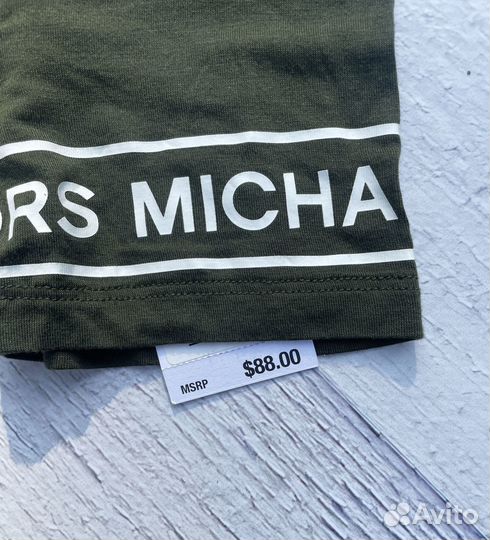 ORS MICHA
$88.00
MSRP
Avito